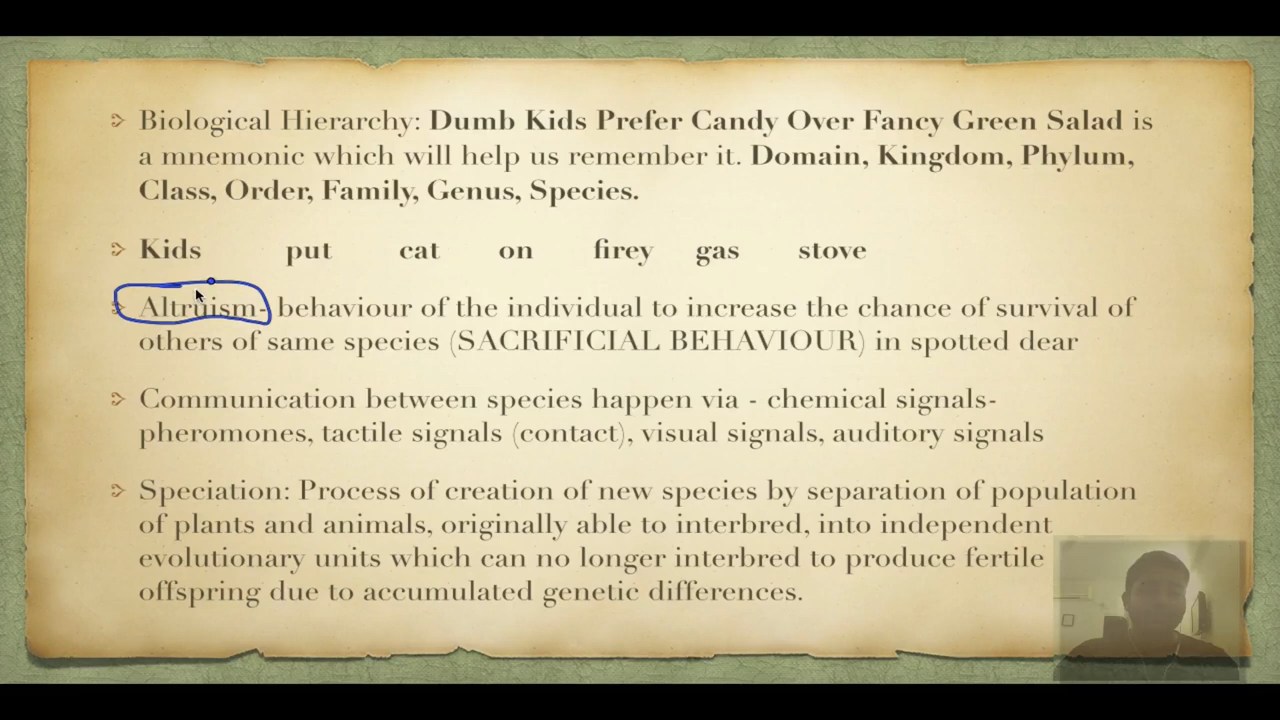 Biological Hierarchy: Dumb Kids Prefer Candy Over Fancy Green Salad is
a mnemonic which will help us remember it. Domain, Kingdom, Phylum,
Class, Order, Family, Genus, Species.
Kids put cat on firey gas stove
Altruism- behaviour of the individual to increase the chance of survival of
others of same species (SACRIFICIAL BEHAVIOUR) in spotted dear
Communication between species happen via - chemical signals-
pheromones, tactile signals (contact), visual signals, auditory signals
Speciation: Process of creation of new species by separation of population
of plants and animals, originally able to interbred, into independent
evolutionary units which can no longer interbred to produce fertile
offspring due to accumulated genetic differences.